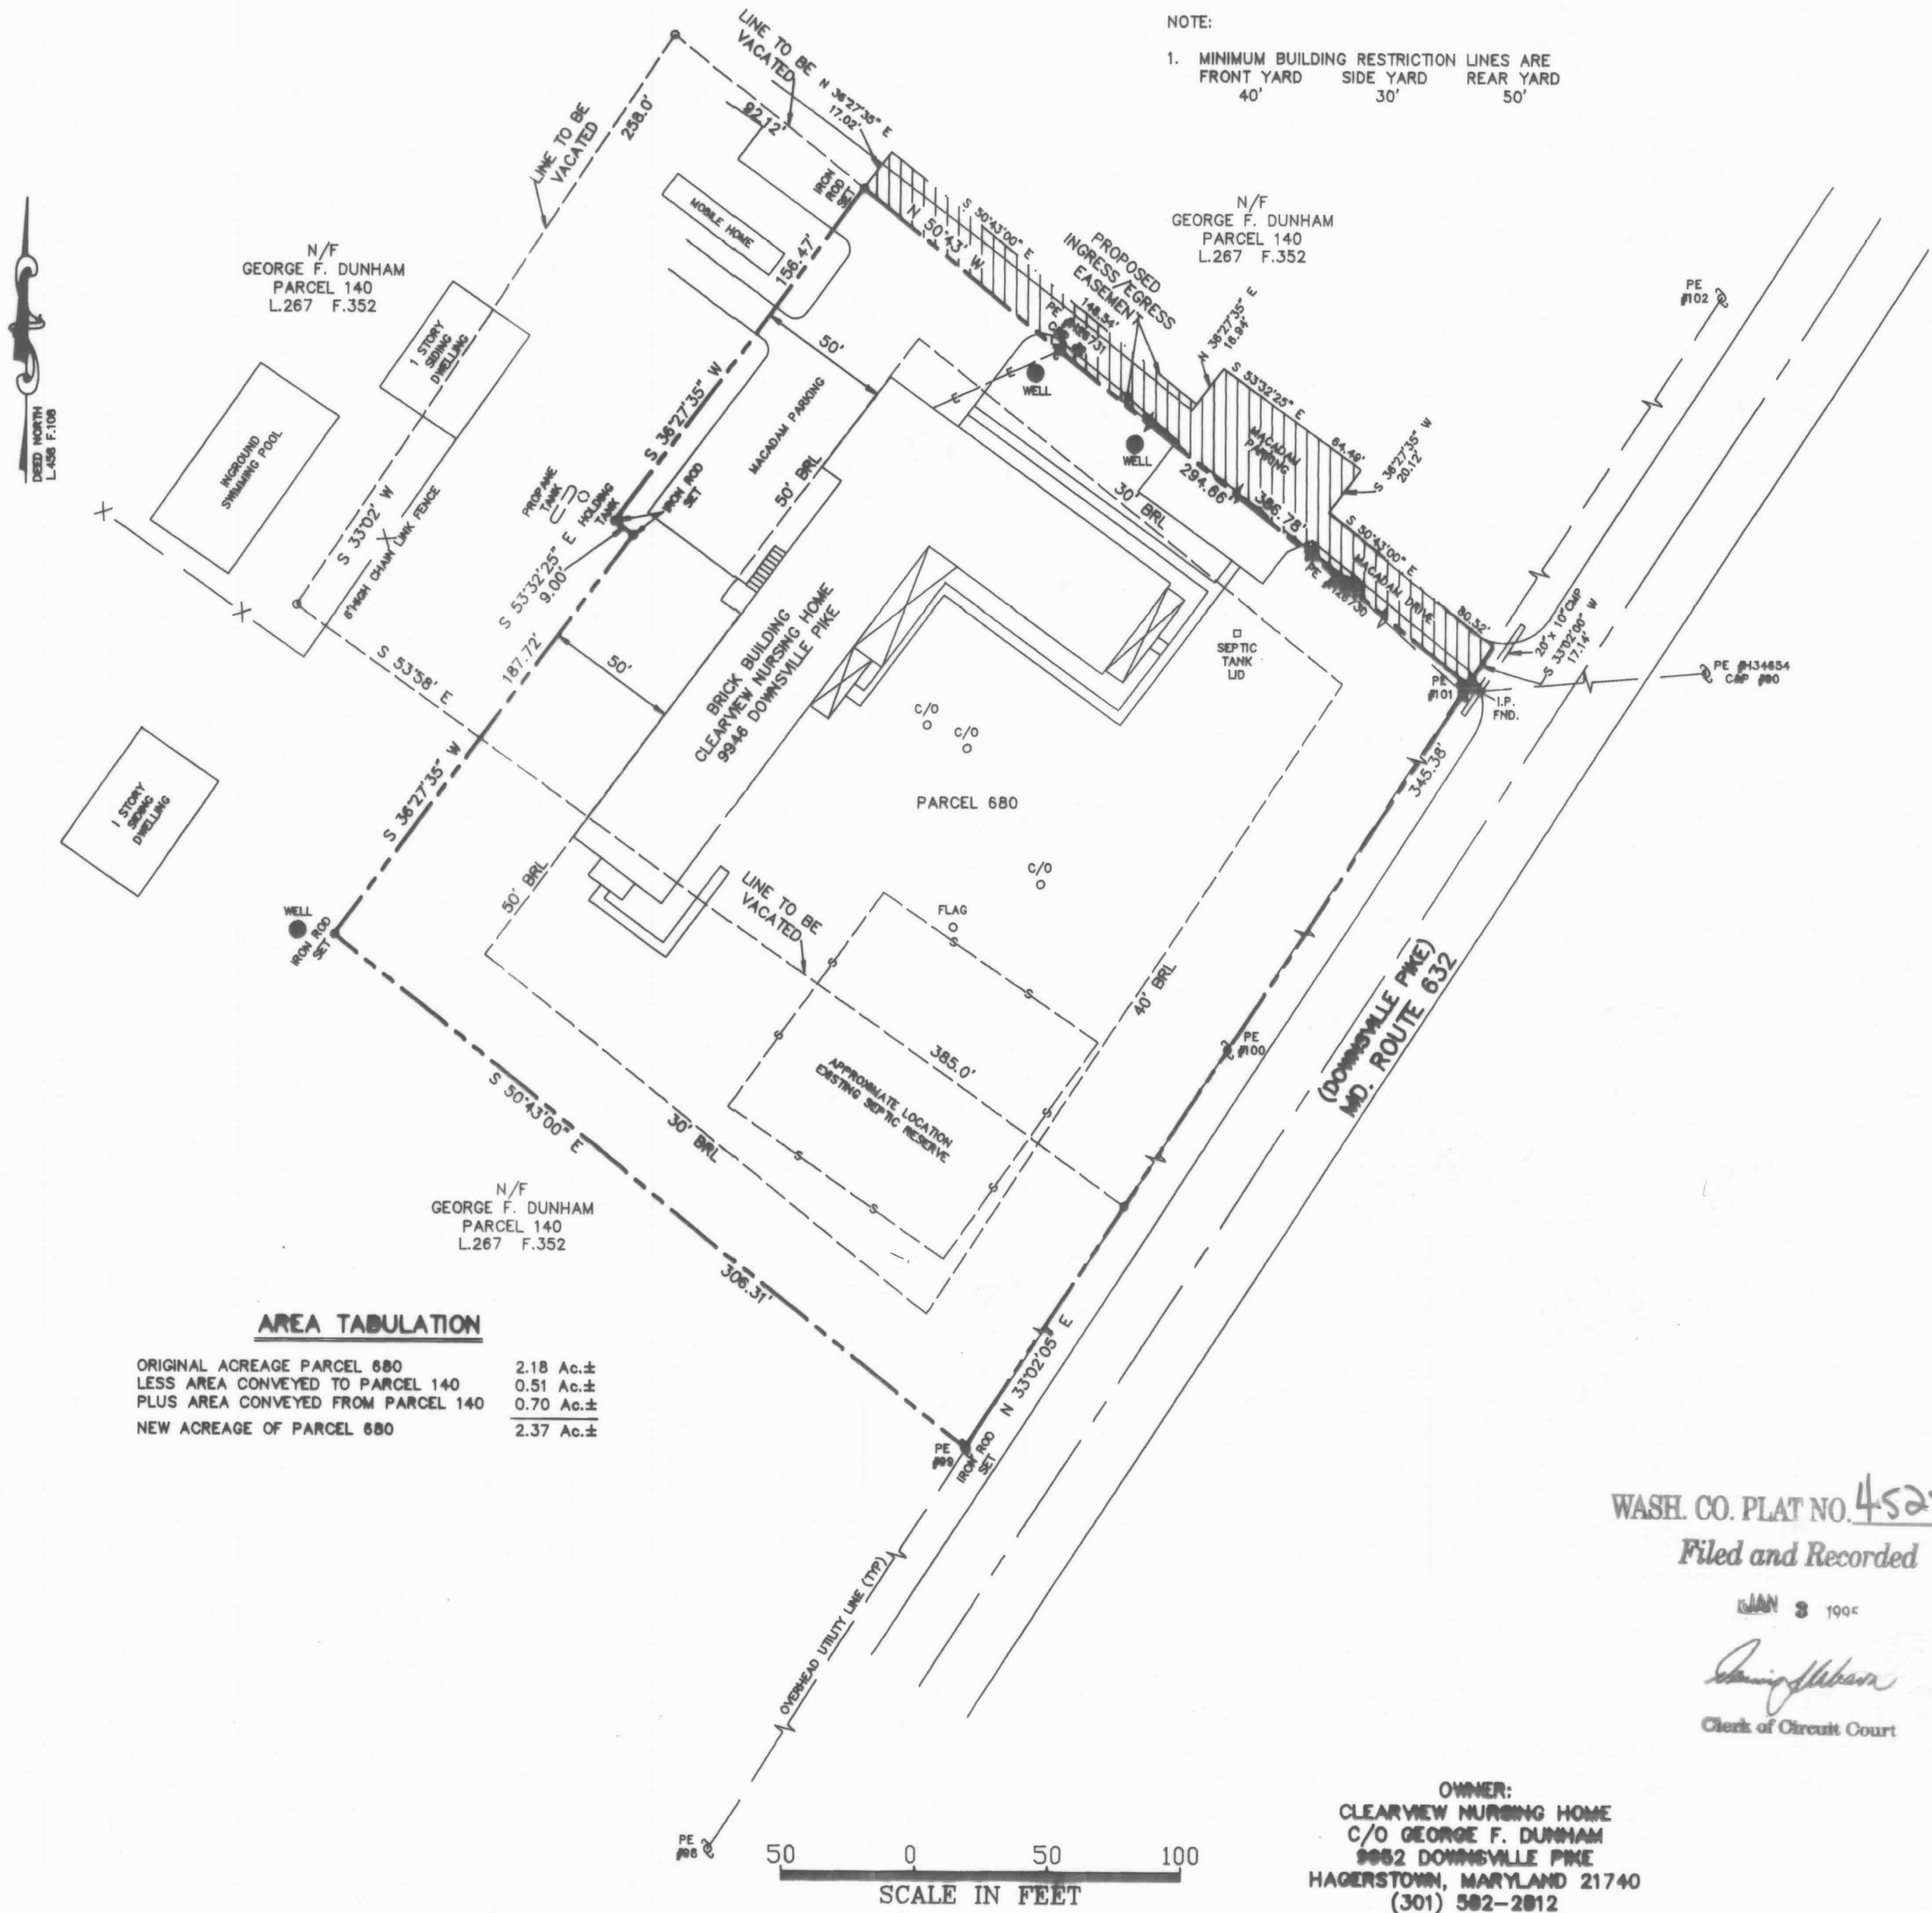 NOTE:
1. MINIMUM BUILDING RESTRICTION LINES ARE
FRONT YARD SIDE YARD REAR YARD
40' 30' 50'
LINE TO BE
VACATED
N 36°27'35" E
17.02'
92.12'
258.0'
LINE TO BE
VACATED
IRON
ROD
SET
MOBILE HOME
N/F
GEORGE F. DUNHAM
PARCEL 140
L.267 F.352
N/F
GEORGE F. DUNHAM
PARCEL 140
L.267 F.352
DEED NORTH
L.456 F.108
S 50°43'00" E
N 50°43' W
PROPOSED
INGRESS/EGRESS
EASEMENT
148.54'
N 36°27'35" E
16.94'
PE
#102
156.47'
1 STORY
SIDING
DWELLING
INGROUND
SWIMMING POOL
50'
S 36°27'35" W
MACADAM PARKING
50' BRL
WELL
WELL
S 53°32'25" E
64.49'
MACADAM
PARKING
S 36°27'35" W
20.12'
294.66'
386.78'
30' BRL
S 50°43'00" E
80.52'
MACADAM DRIVE
PE
20" x 10" CMP
S 33°02'00" W
17.14'
PE #134654
CAP #90
PE
#101
I.P.
FND.
PROPANE
TANK
HOLDING
TANK
IRON ROD
SET
S 33°02' W
6' HIGH CHAIN LINK FENCE
S 53°32'25" E
9.00'
S 53°58' E
187.72'
50'
BRICK BUILDING
CLEARVIEW NURSING HOME
9946 DOWNSVILLE PIKE
SEPTIC
TANK
LID
C/O
C/O
345.38'
PARCEL 680
1 STORY
SIDING
DWELLING
S 36°27'35" W
C/O
50' BRL
LINE TO BE
VACATED
FLAG
WELL
IRON ROD
SET
S
S
S
S
S
S
S
S
40' BRL
385.0'
PE
#100
(DOWNSVILLE PIKE)
MD. ROUTE 632
APPROXIMATE LOCATION
EXISTING SEPTIC RESERVE
S 50°43'00" E
30' BRL
N/F
GEORGE F. DUNHAM
PARCEL 140
L.267 F.352
306.31'
N 33°02'05" E
AREA TABULATION
ORIGINAL ACREAGE PARCEL 680 2.18 Ac.±
LESS AREA CONVEYED TO PARCEL 140 0.51 Ac.±
PLUS AREA CONVEYED FROM PARCEL 140 0.70 Ac.±
NEW ACREAGE OF PARCEL 680 2.37 Ac.±
PE
#99
IRON ROD
SET
WASH. CO. PLAT NO. 452
Filed and Recorded
JAN 3 199
Clerk of Circuit Court
OVERHEAD UTILITY LINE (TYP)
PE
#98
50 0 50 100
SCALE IN FEET
OWNER:
CLEARVIEW NURSING HOME
C/O GEORGE F. DUNHAM
DOWNSVILLE PIKE
HAGERSTOWN, MARYLAND 21740
(301)